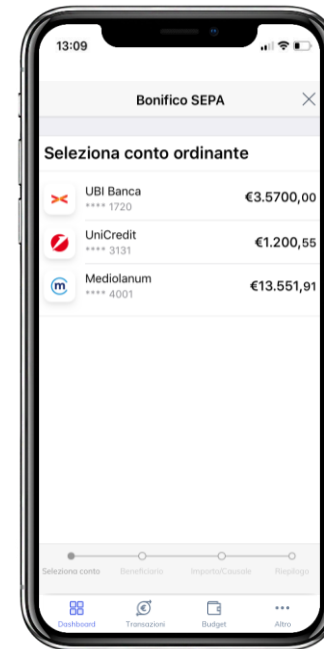 13:09
Bonifico SEPA
Seleziona conto ordinante
UBI Banca
**** 1720
€3.5700,00
UniCredit
**** 3131
€1.200,55
m
Mediolanum
**** 4001
€13.551,91
Seleziona conto Beneficiario Importo/Causale Riepilogo
Dashboard Transazioni Budget Altro